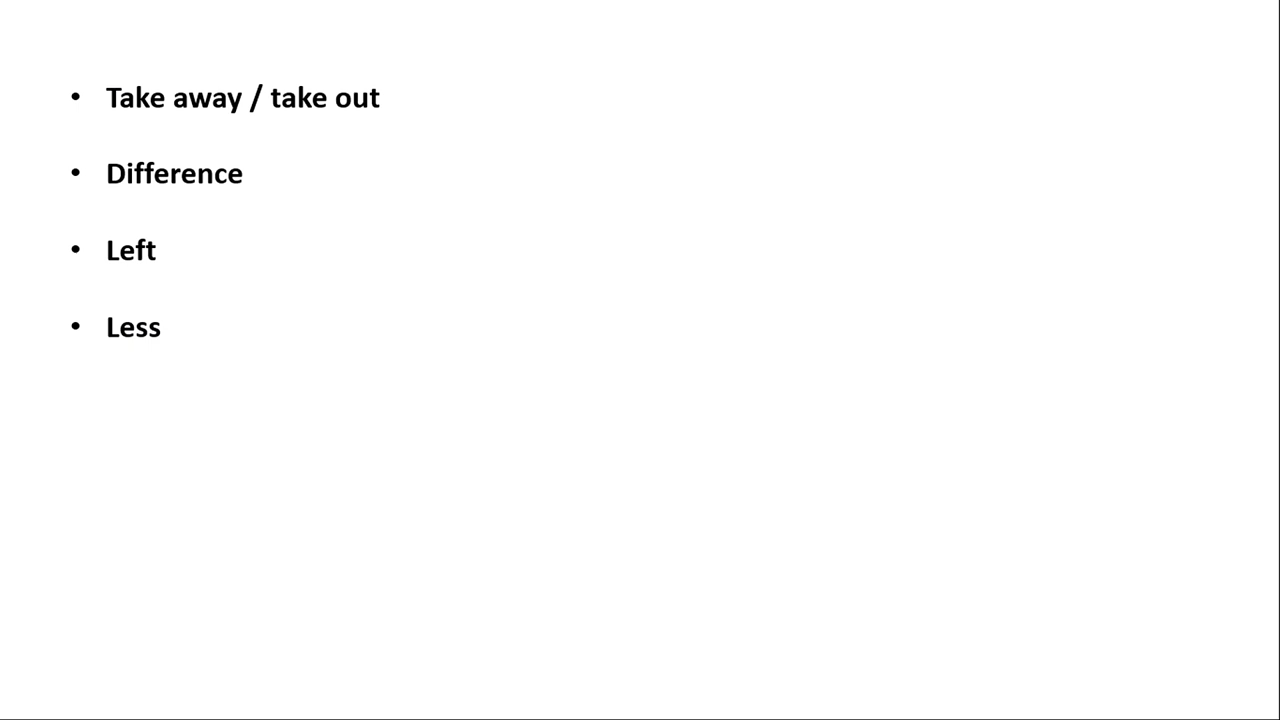 • Take away / take out
• Difference
• Left
• Less